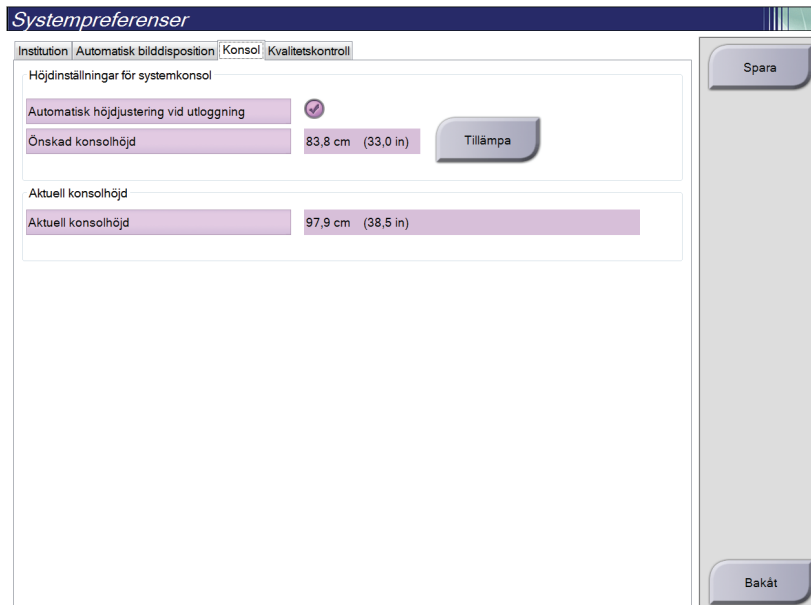 Systempreferenser
Institution Automatisk bilddisposition Konsol Kvalitetskontroll
Höjdinställningar för systemkonsol
Automatisk höjdjustering vid utloggning
Önskad konsolhöjd 83,8 cm (33,0 in) Tillämpa
Aktuell konsolhöjd
Aktuell konsolhöjd 97,9 cm (38,5 in)
Spara
Bakåt